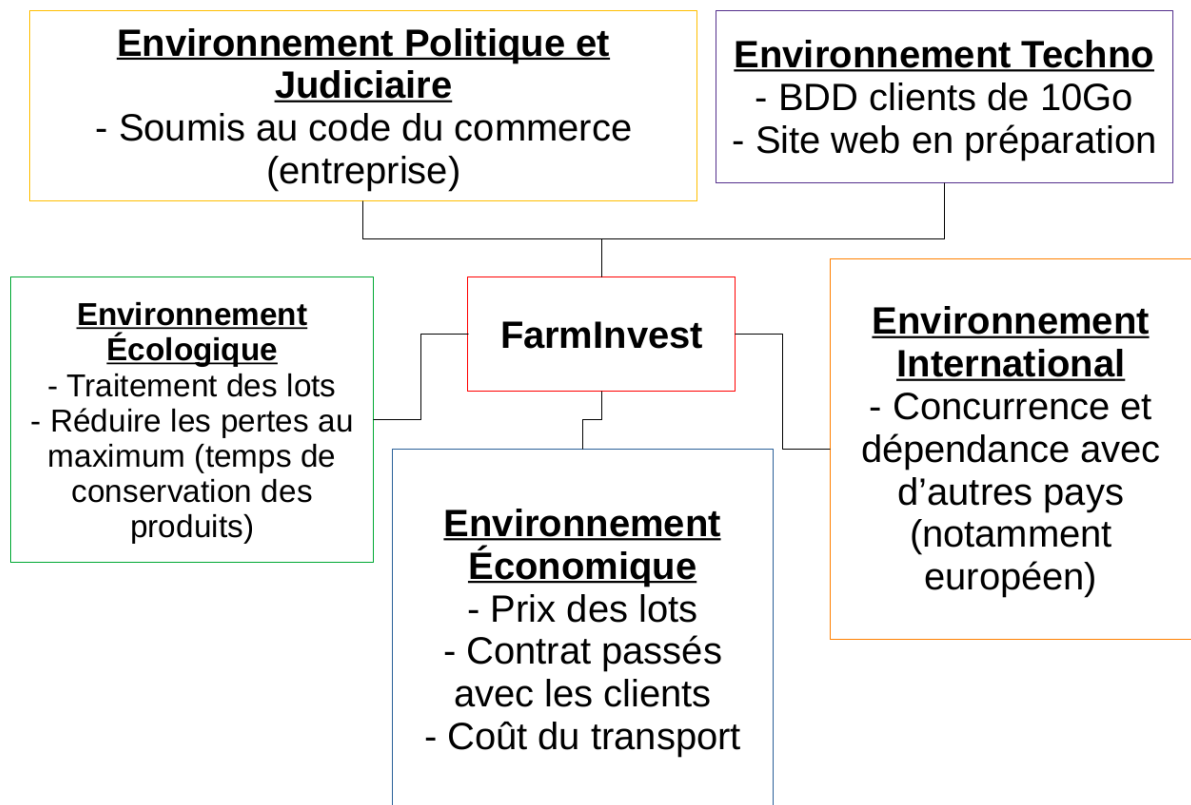 Environnement Politique et
Judiciaire
- Soumis au code du commerce
(entreprise)
Environnement Techno
- BDD clients de 10Go
- Site web en préparation
Environnement
Écologique
- Traitement des lots
- Réduire les pertes au
maximum (temps de
conservation des
produits)
FarmInvest
Environnement
International
- Concurrence et
dépendance avec
d’autres pays
(notamment
européen)
Environnement
Économique
- Prix des lots
- Contrat passés
avec les clients
- Coût du transport